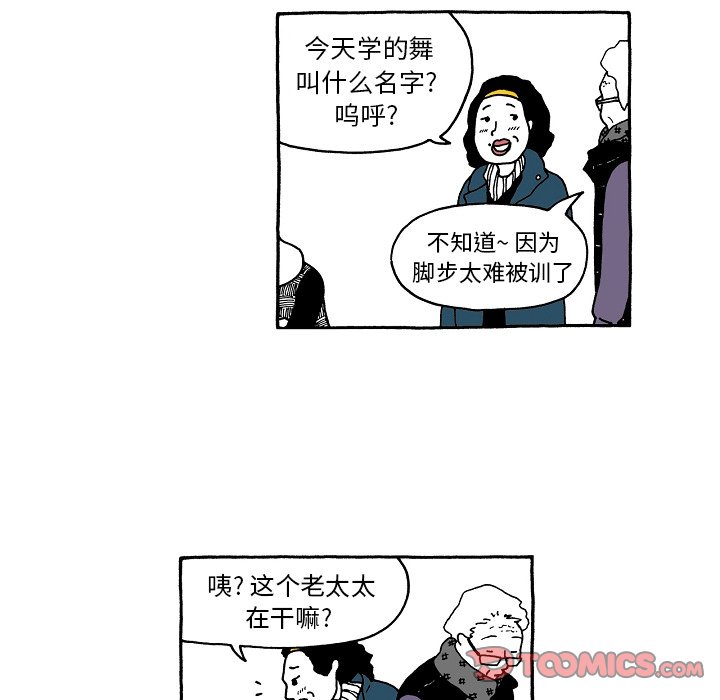 今天学的舞
叫什么名字?
呜呼?
不知道~ 因为
脚步太难被训了
咦? 这个老太太
在干嘛?
TOOMICS.COM